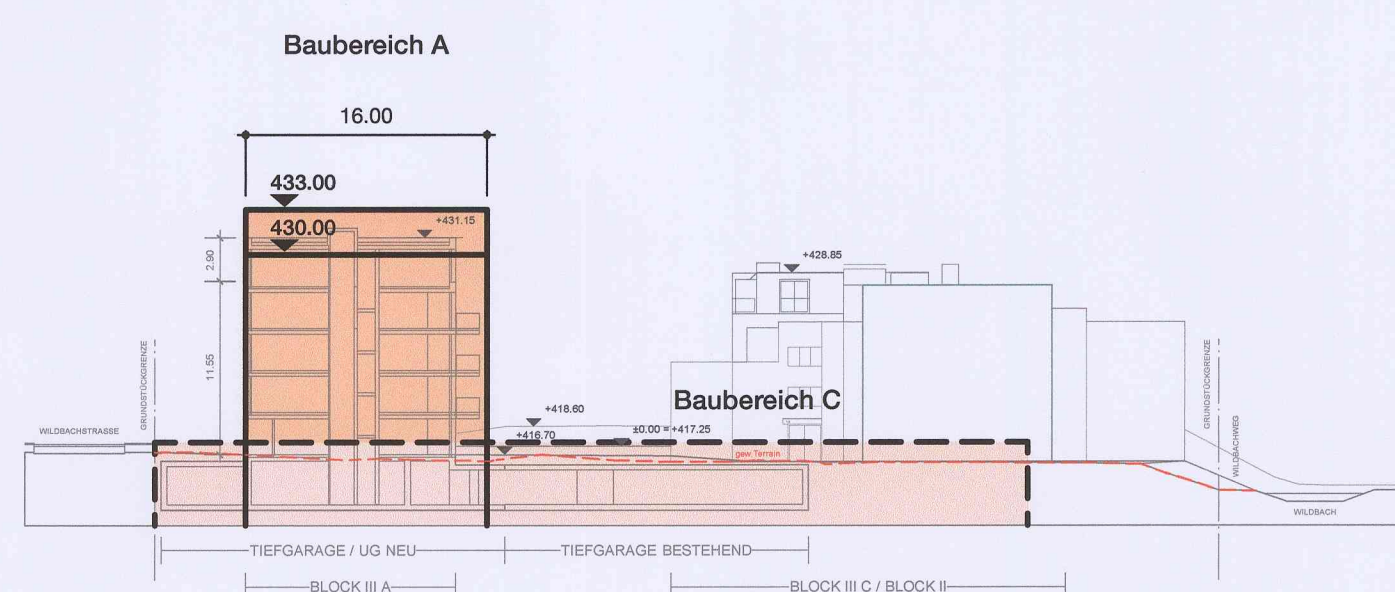 Baubereich A
16.00
433.00
430.00
+431.15
2.90
11.55
+428.85
GRUNDSTÜCKGRENZE
GRUNDSTÜCKGRENZE
Baubereich C
+418.60
±0.00 = +417.25
+416.70
WILDBACHSTRASSE
WILDBACHWEG
gew. Terrain
WILDBACH
TIEFGARAGE / UG NEU
TIEFGARAGE BESTEHEND
BLOCK III A
BLOCK III C / BLOCK II